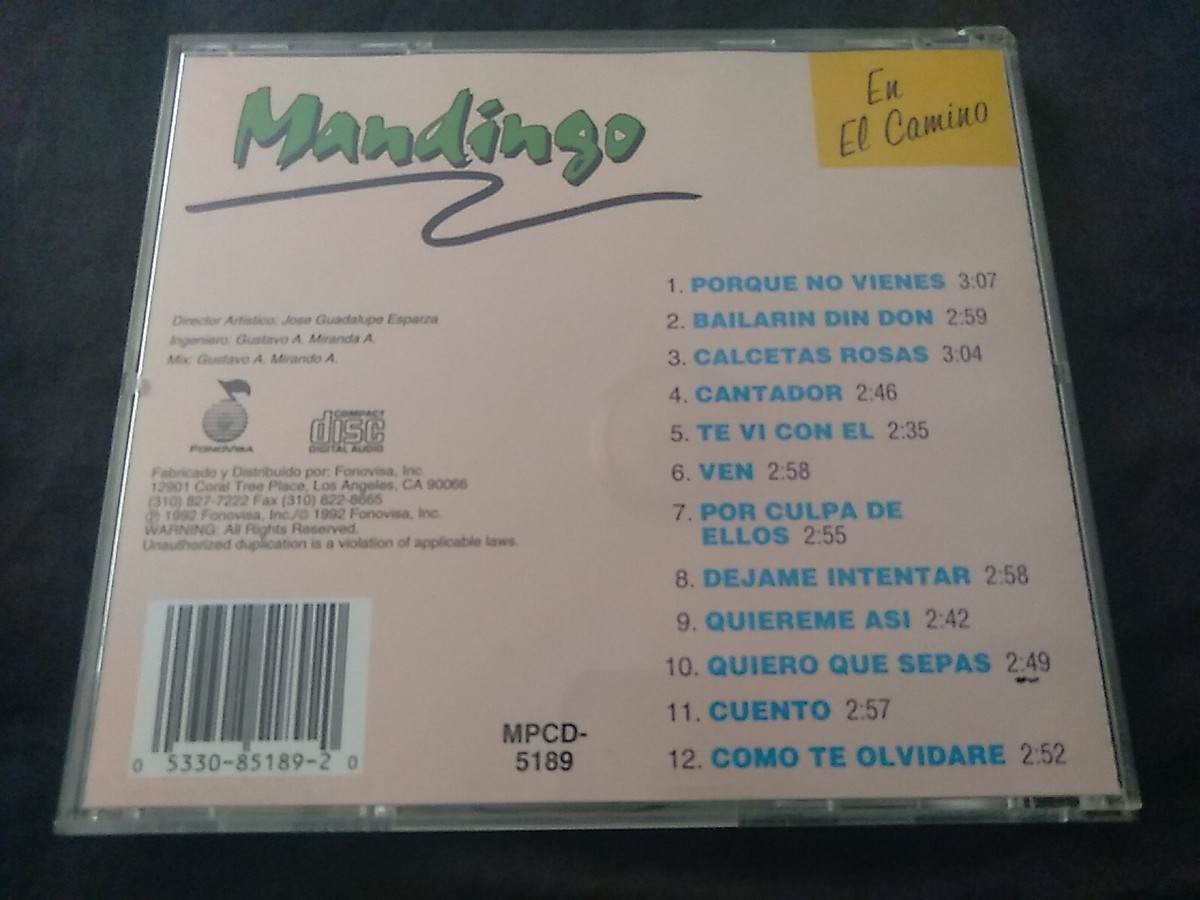 Mandingo
En
El Camino
1. PORQUE NO VIENES 3:07
2. BAILARIN DIN DON 2:59
3. CALCETAS ROSAS 3:04
4. CANTADOR 2:46
5. TE VI CON EL 2:35
6. VEN 2:58
7. POR CULPA DE
ELLOS 2:55
8. DEJAME INTENTAR 2:58
9. QUIEREME ASI 2:42
10. QUIERO QUE SEPAS 2:49
11. CUENTO 2:57
12. COMO TE OLVIDARE 2:52
Director Artistico: Jose Guadalupe Esparza
Ingeniero: Gustavo A. Miranda A.
Mix: Gustavo A. Mirando A.
FONOVISA
COMPACT
disc
DIGITAL AUDIO
Fabricado y Distribuido por: Fonovisa, Inc.
12901 Coral Tree Place, Los Angeles, CA 90066
(310) 827-7222 Fax (310) 822-8665
℗ 1992 Fonovisa, Inc./© 1992 Fonovisa, Inc.
WARNING: All Rights Reserved.
Unauthorized duplication is a violation of applicable laws.
0 5330-85189-2 0
MPCD-
5189